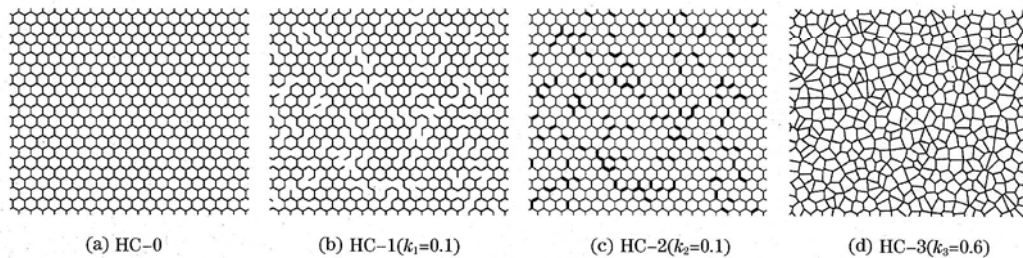 (a) HC-0
(b) HC-1(k₁=0.1)
(c) HC-2(k₂=0.1)
(d) HC-3(k₃=0.6)